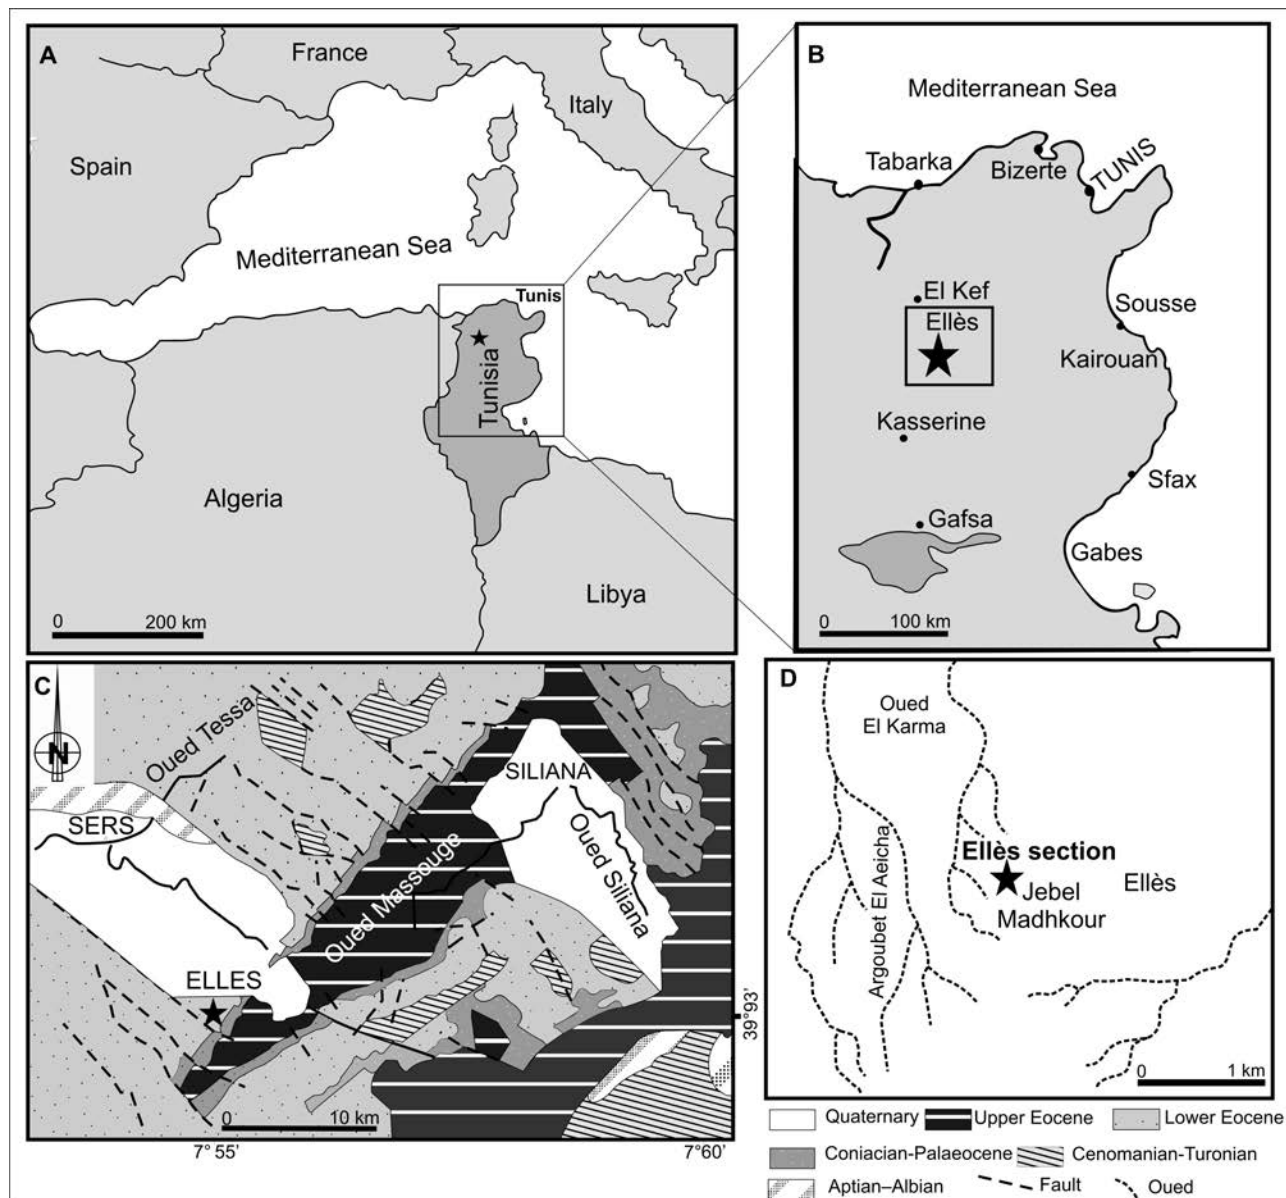 A
France
Italy
Spain
Mediterranean Sea
Tunis
Tunisia
Algeria
Libya
0 200 km
B
Mediterranean Sea
Tabarka
Bizerte
TUNIS
El Kef
Ellès
Sousse
Kairouan
Kasserine
Sfax
Gafsa
Gabes
0 100 km
C
N
Oued Tessa
SERS
SILIANA
Oued Massouge
Oued Siliana
ELLES
0 10 km
39°93'
7° 55'
7°60'
D
Oued
El Karma
Argoubet El Aeicha
Ellès section
Jebel
Madhkour
Ellès
0 1 km
Quaternary
Upper Eocene
Lower Eocene
Coniacian-Palaeocene
Cenomanian-Turonian
Aptian–Albian
Fault
Oued